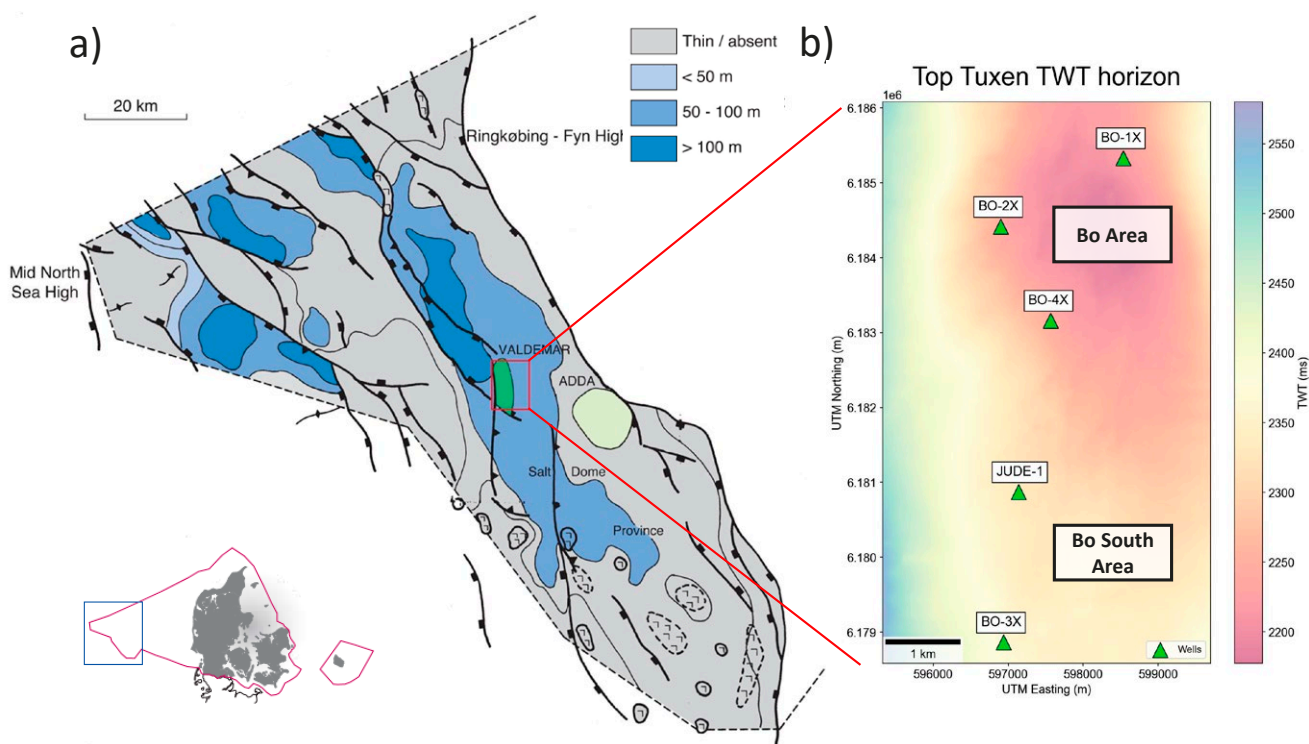 a)
Thin / absent
< 50 m
50 - 100 m
> 100 m
20 km
Ringkøbing - Fyn High
Mid North
Sea High
VALDEMAR
ADDA
Salt Dome
Province
b)
Top Tuxen TWT horizon
1e6
6.186
6.185
6.184
6.183
6.182
6.181
6.180
6.179
UTM Northing (m)
BO-1X
BO-2X
Bo Area
BO-4X
JUDE-1
Bo South
Area
BO-3X
1 km
Wells
596000
597000
598000
599000
UTM Easting (m)
2550
2500
2450
2400
2350
2300
2250
2200
TWT (ms)